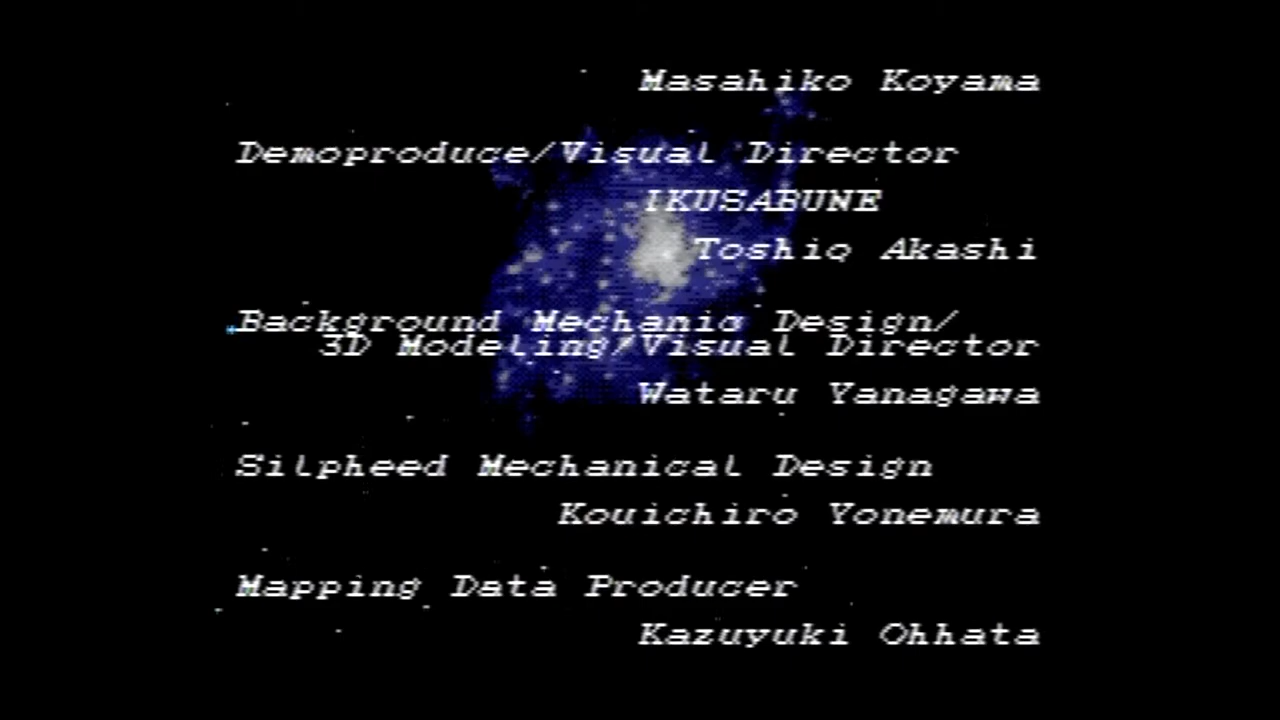 Masahiko Koyama
Demoproduce/Visual Director
IKUSABUNE
Toshio Akashi
Background Mechanic Design/
3D Modeling/Visual Director
Wataru Yanagawa
Silpheed Mechanical Design
Kouichiro Yonemura
Mapping Data Producer
Kazuyuki Ohhata